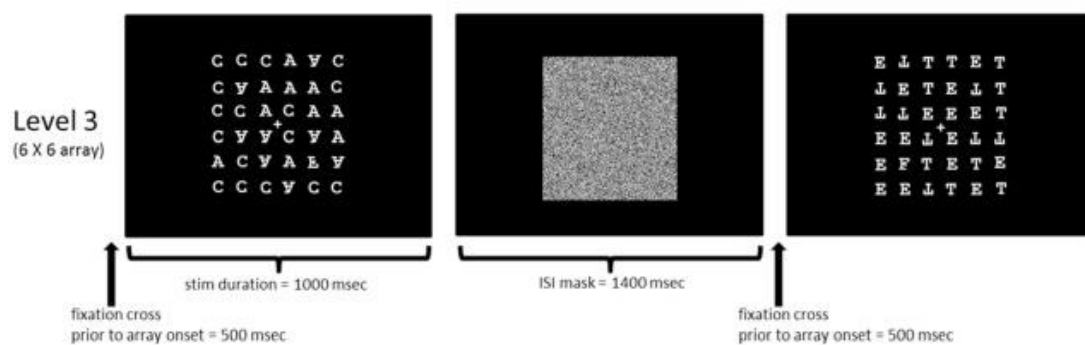 Level 3
(6 X 6 array)
C C C A ∀ C
C ∀ A A A C
C C A C A A
+
C ∀ ∀ C ∀ A
A C ∀ A F ∀
C C C ∀ C C
E ⊥ T T E T
⊥ E T E ⊥ T
⊥ ⊥ E E E T
+
E E ⊥ E ⊥ ⊥
E F T E T E
E E ⊥ T E T
stim duration = 1000 msec
ISI mask = 1400 msec
fixation cross
prior to array onset = 500 msec
fixation cross
prior to array onset = 500 msec